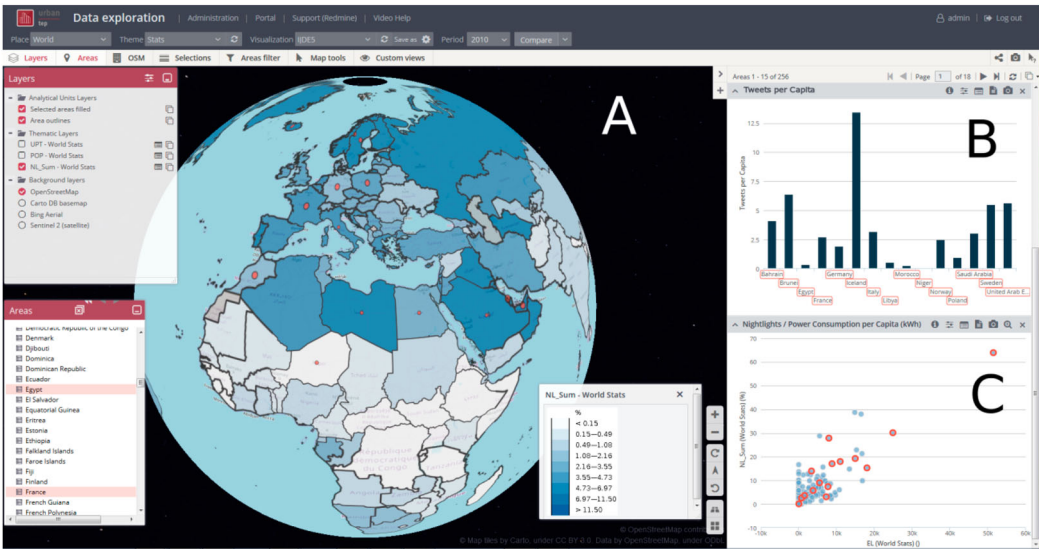 urban
tep
Data exploration | Administration | Portal | Support (Redmine) | Video Help
admin | Log out
Place World Theme Stats Visualization IJDE5 Save as Period 2010 Compare
Layers Areas OSM Selections Areas filter Map tools Custom views
Layers
Analytical Units Layers
Selected areas filled
Area outlines
Thematic Layers
UPT - World Stats
POP - World Stats
NL_Sum - World Stats
Background layers
OpenStreetMap
Carto DB basemap
Bing Aerial
Sentinel 2 (satellite)
Areas
Democratic Republic of the Congo
Denmark
Djibouti
Dominica
Dominican Republic
Ecuador
Egypt
El Salvador
Equatorial Guinea
Eritrea
Estonia
Ethiopia
Falkland Islands
Faroe Islands
Fiji
Finland
France
French Guiana
French Polynesia
A
NL_Sum - World Stats
%
< 0.15
0.15—0.49
0.49—1.08
1.08—2.16
2.16—3.55
3.55—4.73
4.73—6.97
6.97—11.50
> 11.50
© OpenStreetMap contri
© Map tiles by Carto, under CC BY 3.0. Data by OpenStreetMap, under ODbL
Areas 1 - 15 of 256 Page 1 of 18
Tweets per Capita
B
Tweets per Capita
12.5
10
7.5
5
2.5
0
Bahrain Germany Morocco Saudi Arabia
Brunei Iceland Niger Sweden
Egypt Italy Norway United Arab E...
France Libya Poland
Nightlights / Power Consumption per Capita (kWh)
C
NL_Sum (World Stats) (%)
70
60
50
40
30
20
10
0
-10
-10k 0k 10k 20k 30k 40k 50k 60k
EL (World Stats) ()